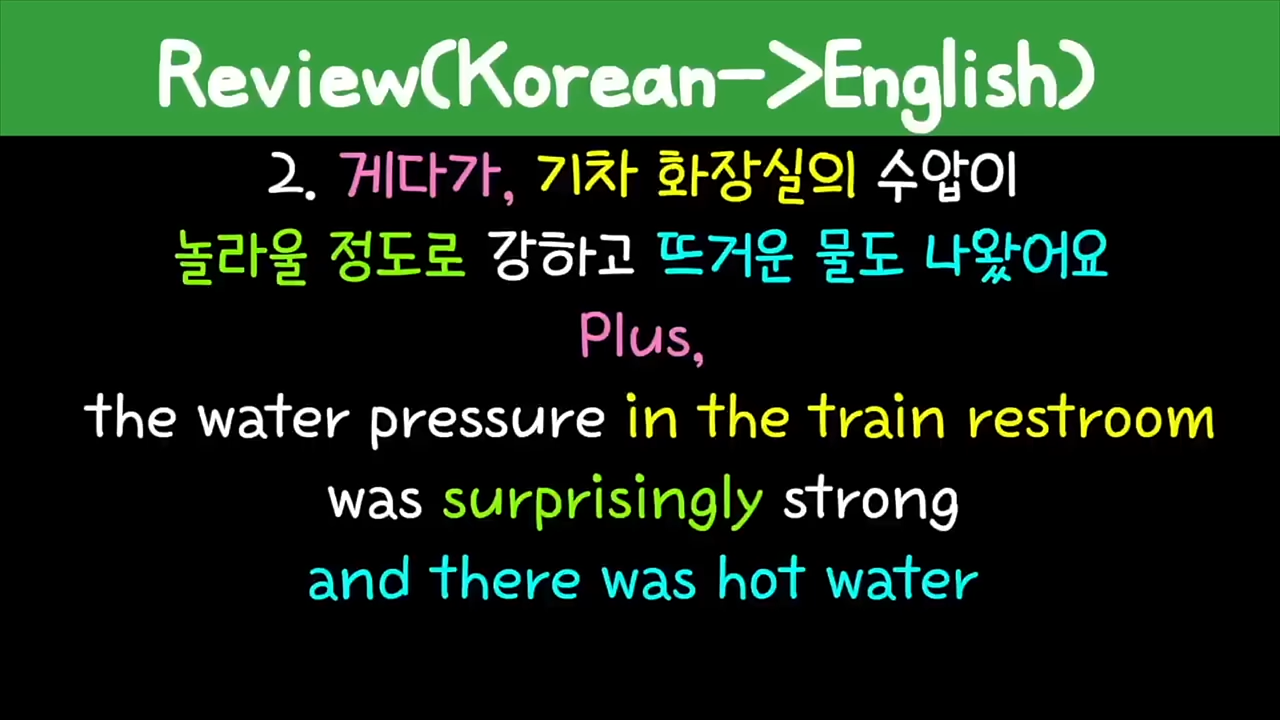 Review(Korean->English)
2. 게다가, 기차 화장실의 수압이
놀라울 정도로 강하고 뜨거운 물도 나왔어요
Plus,
the water pressure in the train restroom
was surprisingly strong
and there was hot water